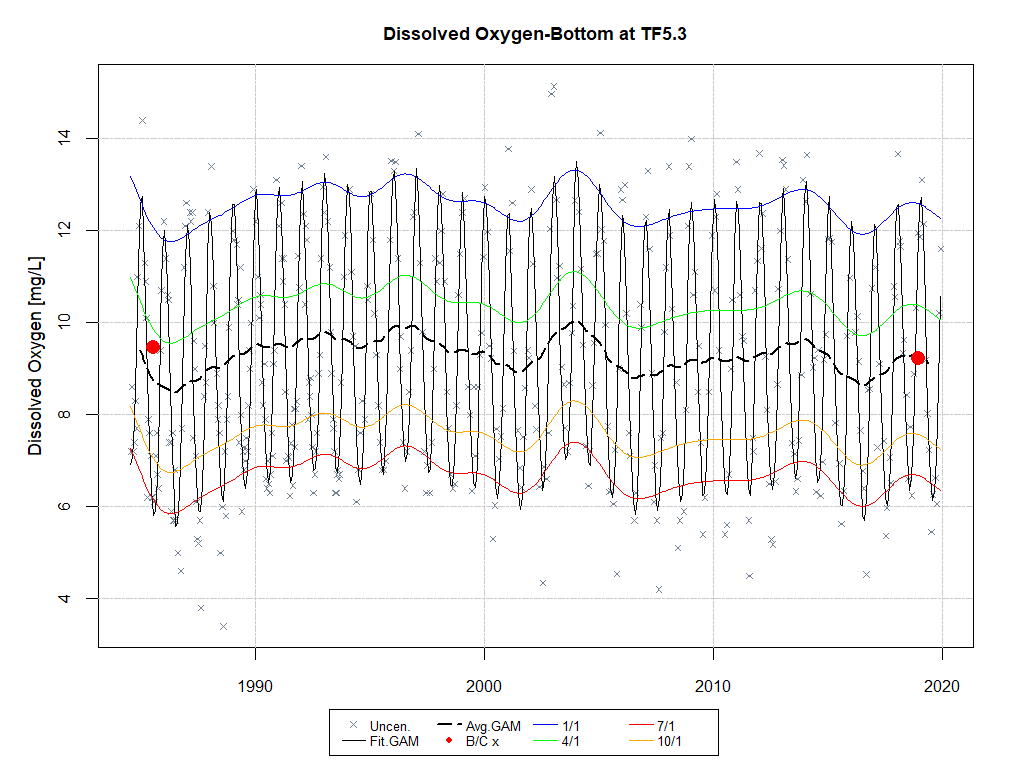 Dissolved Oxygen-Bottom at TF5.3
Dissolved Oxygen [mg/L]
14
12
10
8
6
4
1990 2000 2010 2020
Uncen. Avg.GAM 1/1 7/1
Fit.GAM B/C x 4/1 10/1